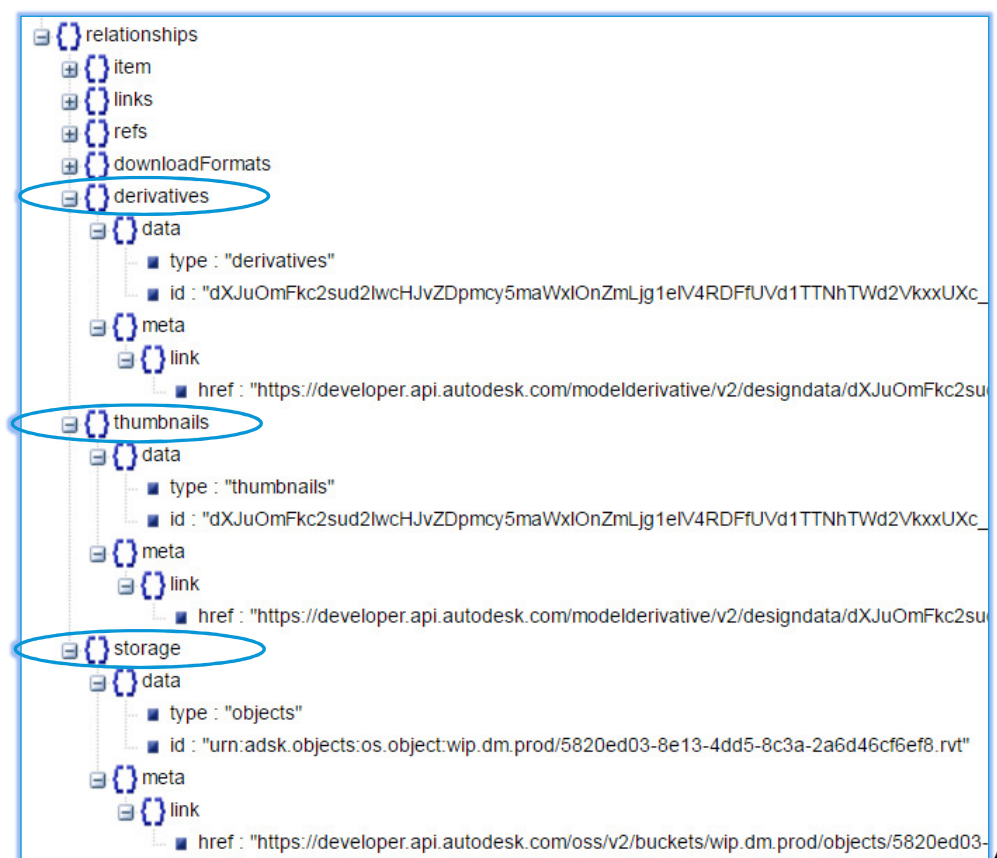 relationships
item
links
refs
downloadFormats
derivatives
data
type : "derivatives"
id : "dXJuOmFkc2sud2lwcHJvZDpmcy5maWxlOnZmLjg1elV4RDFfUVd1TTNhTWd2VkxxUXc_
meta
link
href : "https://developer.api.autodesk.com/modelderivative/v2/designdata/dXJuOmFkc2su
thumbnails
data
type : "thumbnails"
id : "dXJuOmFkc2sud2lwcHJvZDpmcy5maWxlOnZmLjg1elV4RDFfUVd1TTNhTWd2VkxxUXc_
meta
link
href : "https://developer.api.autodesk.com/modelderivative/v2/designdata/dXJuOmFkc2su
storage
data
type : "objects"
id : "urn:adsk.objects:os.object:wip.dm.prod/5820ed03-8e13-4dd5-8c3a-2a6d46cf6ef8.rvt"
meta
link
href : "https://developer.api.autodesk.com/oss/v2/buckets/wip.dm.prod/objects/5820ed03-